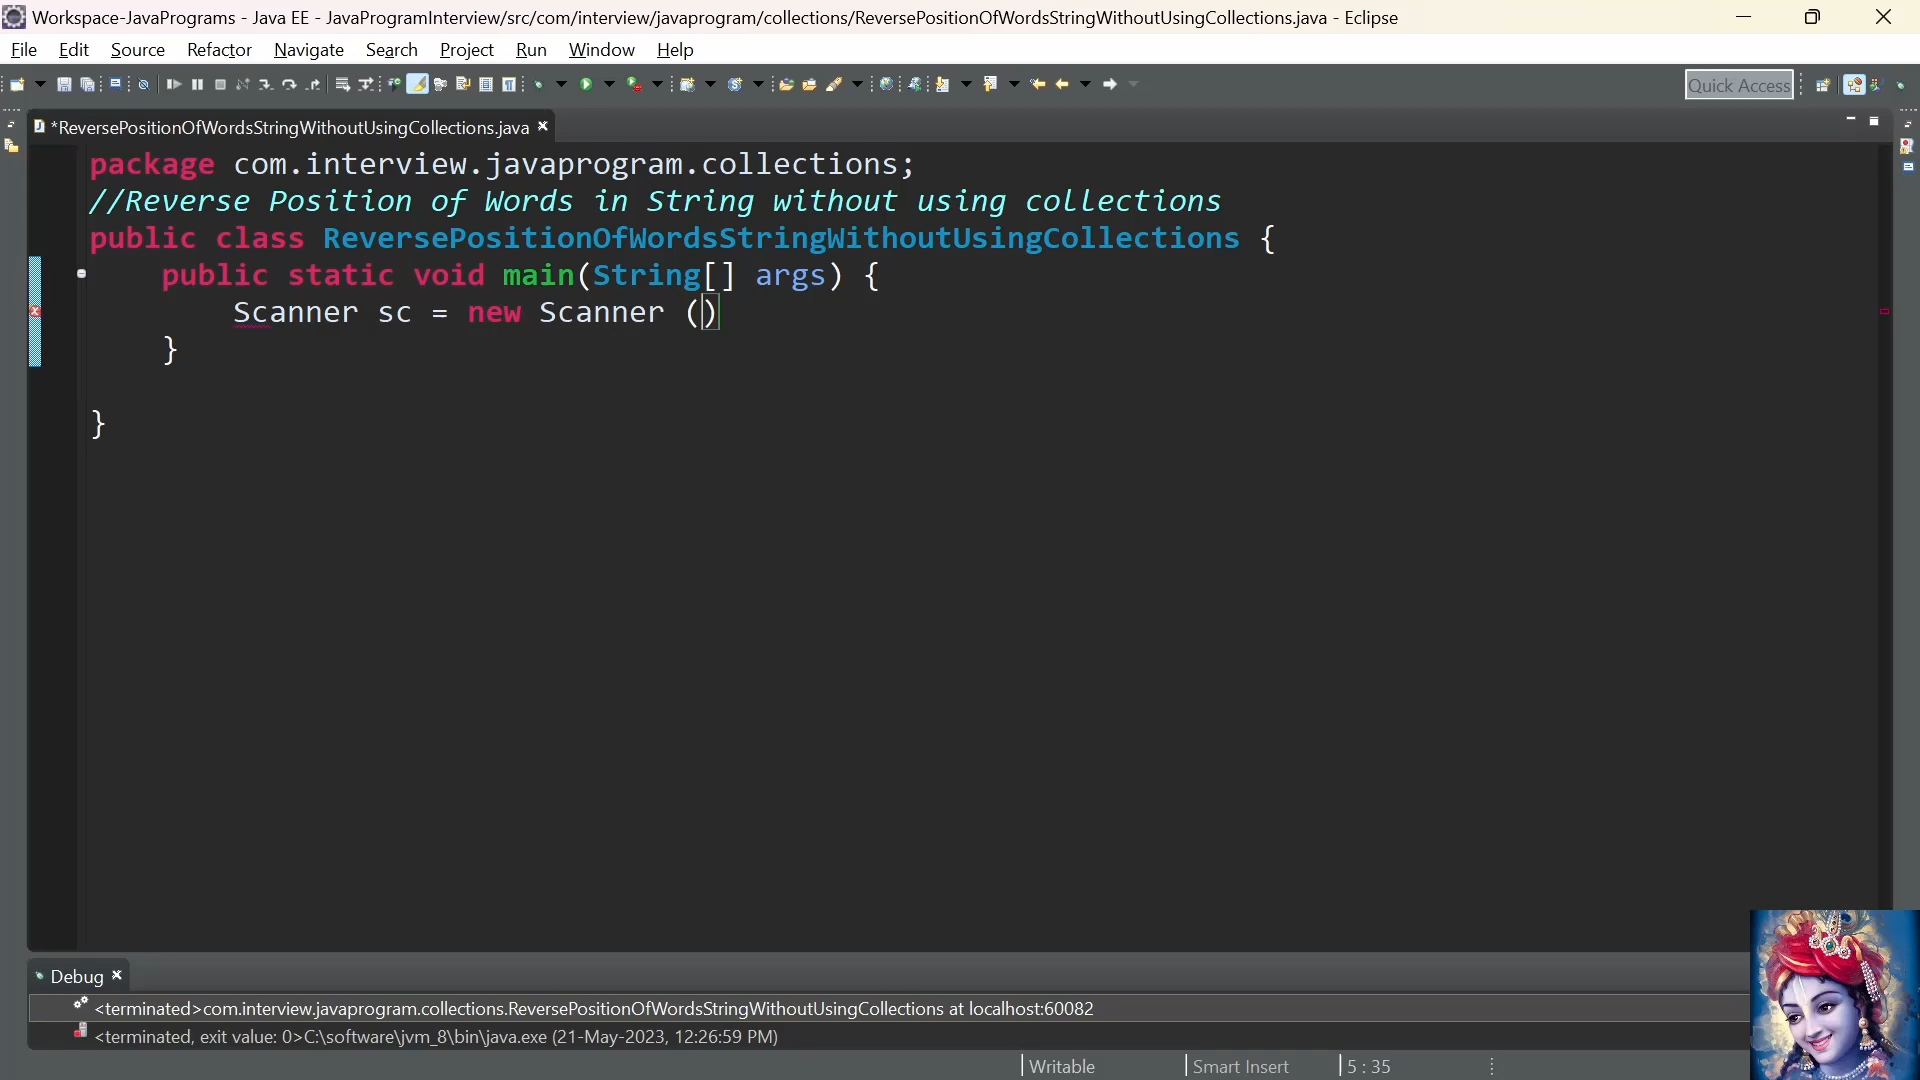 Workspace-JavaPrograms - Java EE - JavaProgramInterview/src/com/interview/javaprogram/collections/ReversePositionOfWordsStringWithoutUsingCollections.java - Eclipse
File Edit Source Refactor Navigate Search Project Run Window Help
Quick Access
*ReversePositionOfWordsStringWithoutUsingCollections.java
package com.interview.javaprogram.collections;
//Reverse Position of Words in String without using collections
public class ReversePositionOfWordsStringWithoutUsingCollections {
public static void main(String[] args) {
Scanner sc = new Scanner ()
}
}
Debug
<terminated>com.interview.javaprogram.collections.ReversePositionOfWordsStringWithoutUsingCollections at localhost:60082
<terminated, exit value: 0>C:\software\jvm_8\bin\java.exe (21-May-2023, 12:26:59 PM)
Writable Smart Insert 5 : 35